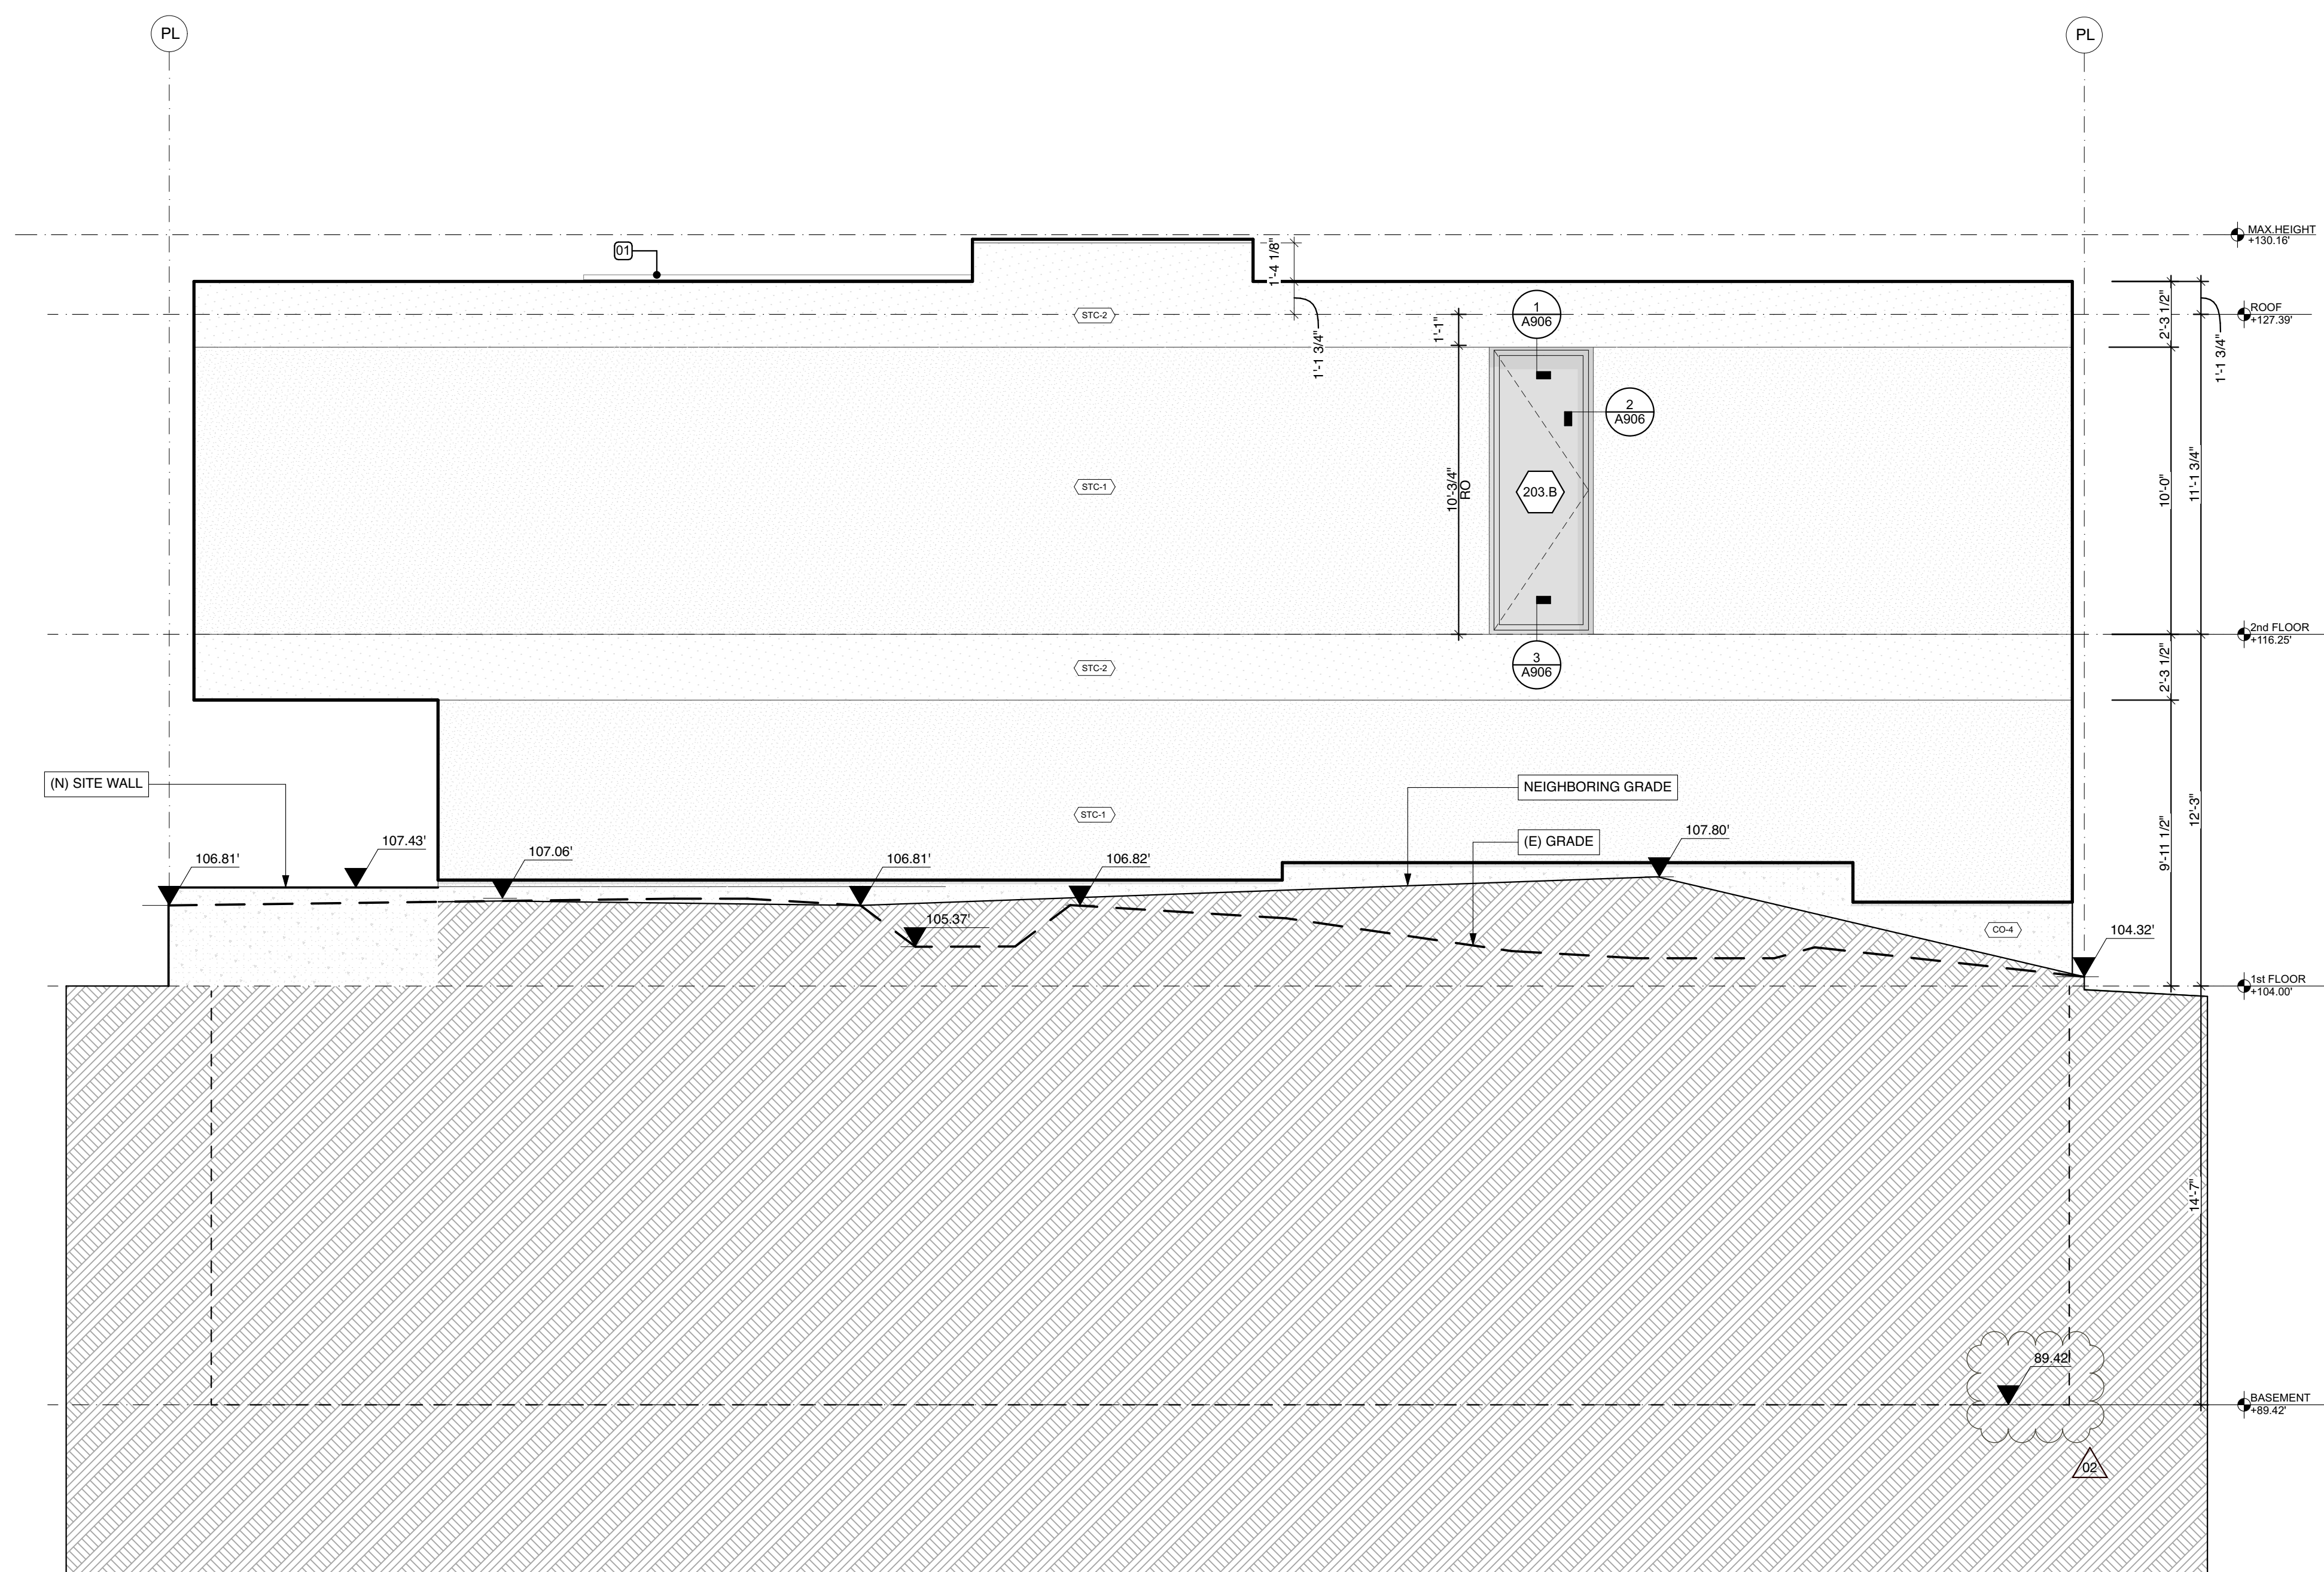 PL
PL
MAX.HEIGHT
+130.16'
01
1'-4 1/8"
STC-2
1'-1 3/4"
1'-1"
1
A906
2'-3 1/2"
ROOF
+127.39'
1'-1 3/4"
2
A906
STC-1
10'-3/4"
RO
203.B
10'-0"
11'-1 3/4"
2nd FLOOR
+116.25'
STC-2
3
A906
2'-3 1/2"
(N) SITE WALL
NEIGHBORING GRADE
STC-1
(E) GRADE
107.80'
12'-3"
9'-11 1/2"
106.81'
107.43'
107.06'
106.81'
106.82'
105.37'
CO-4
104.32'
1st FLOOR
+104.00'
14'-7"
89.42'
BASEMENT
+89.42'
02